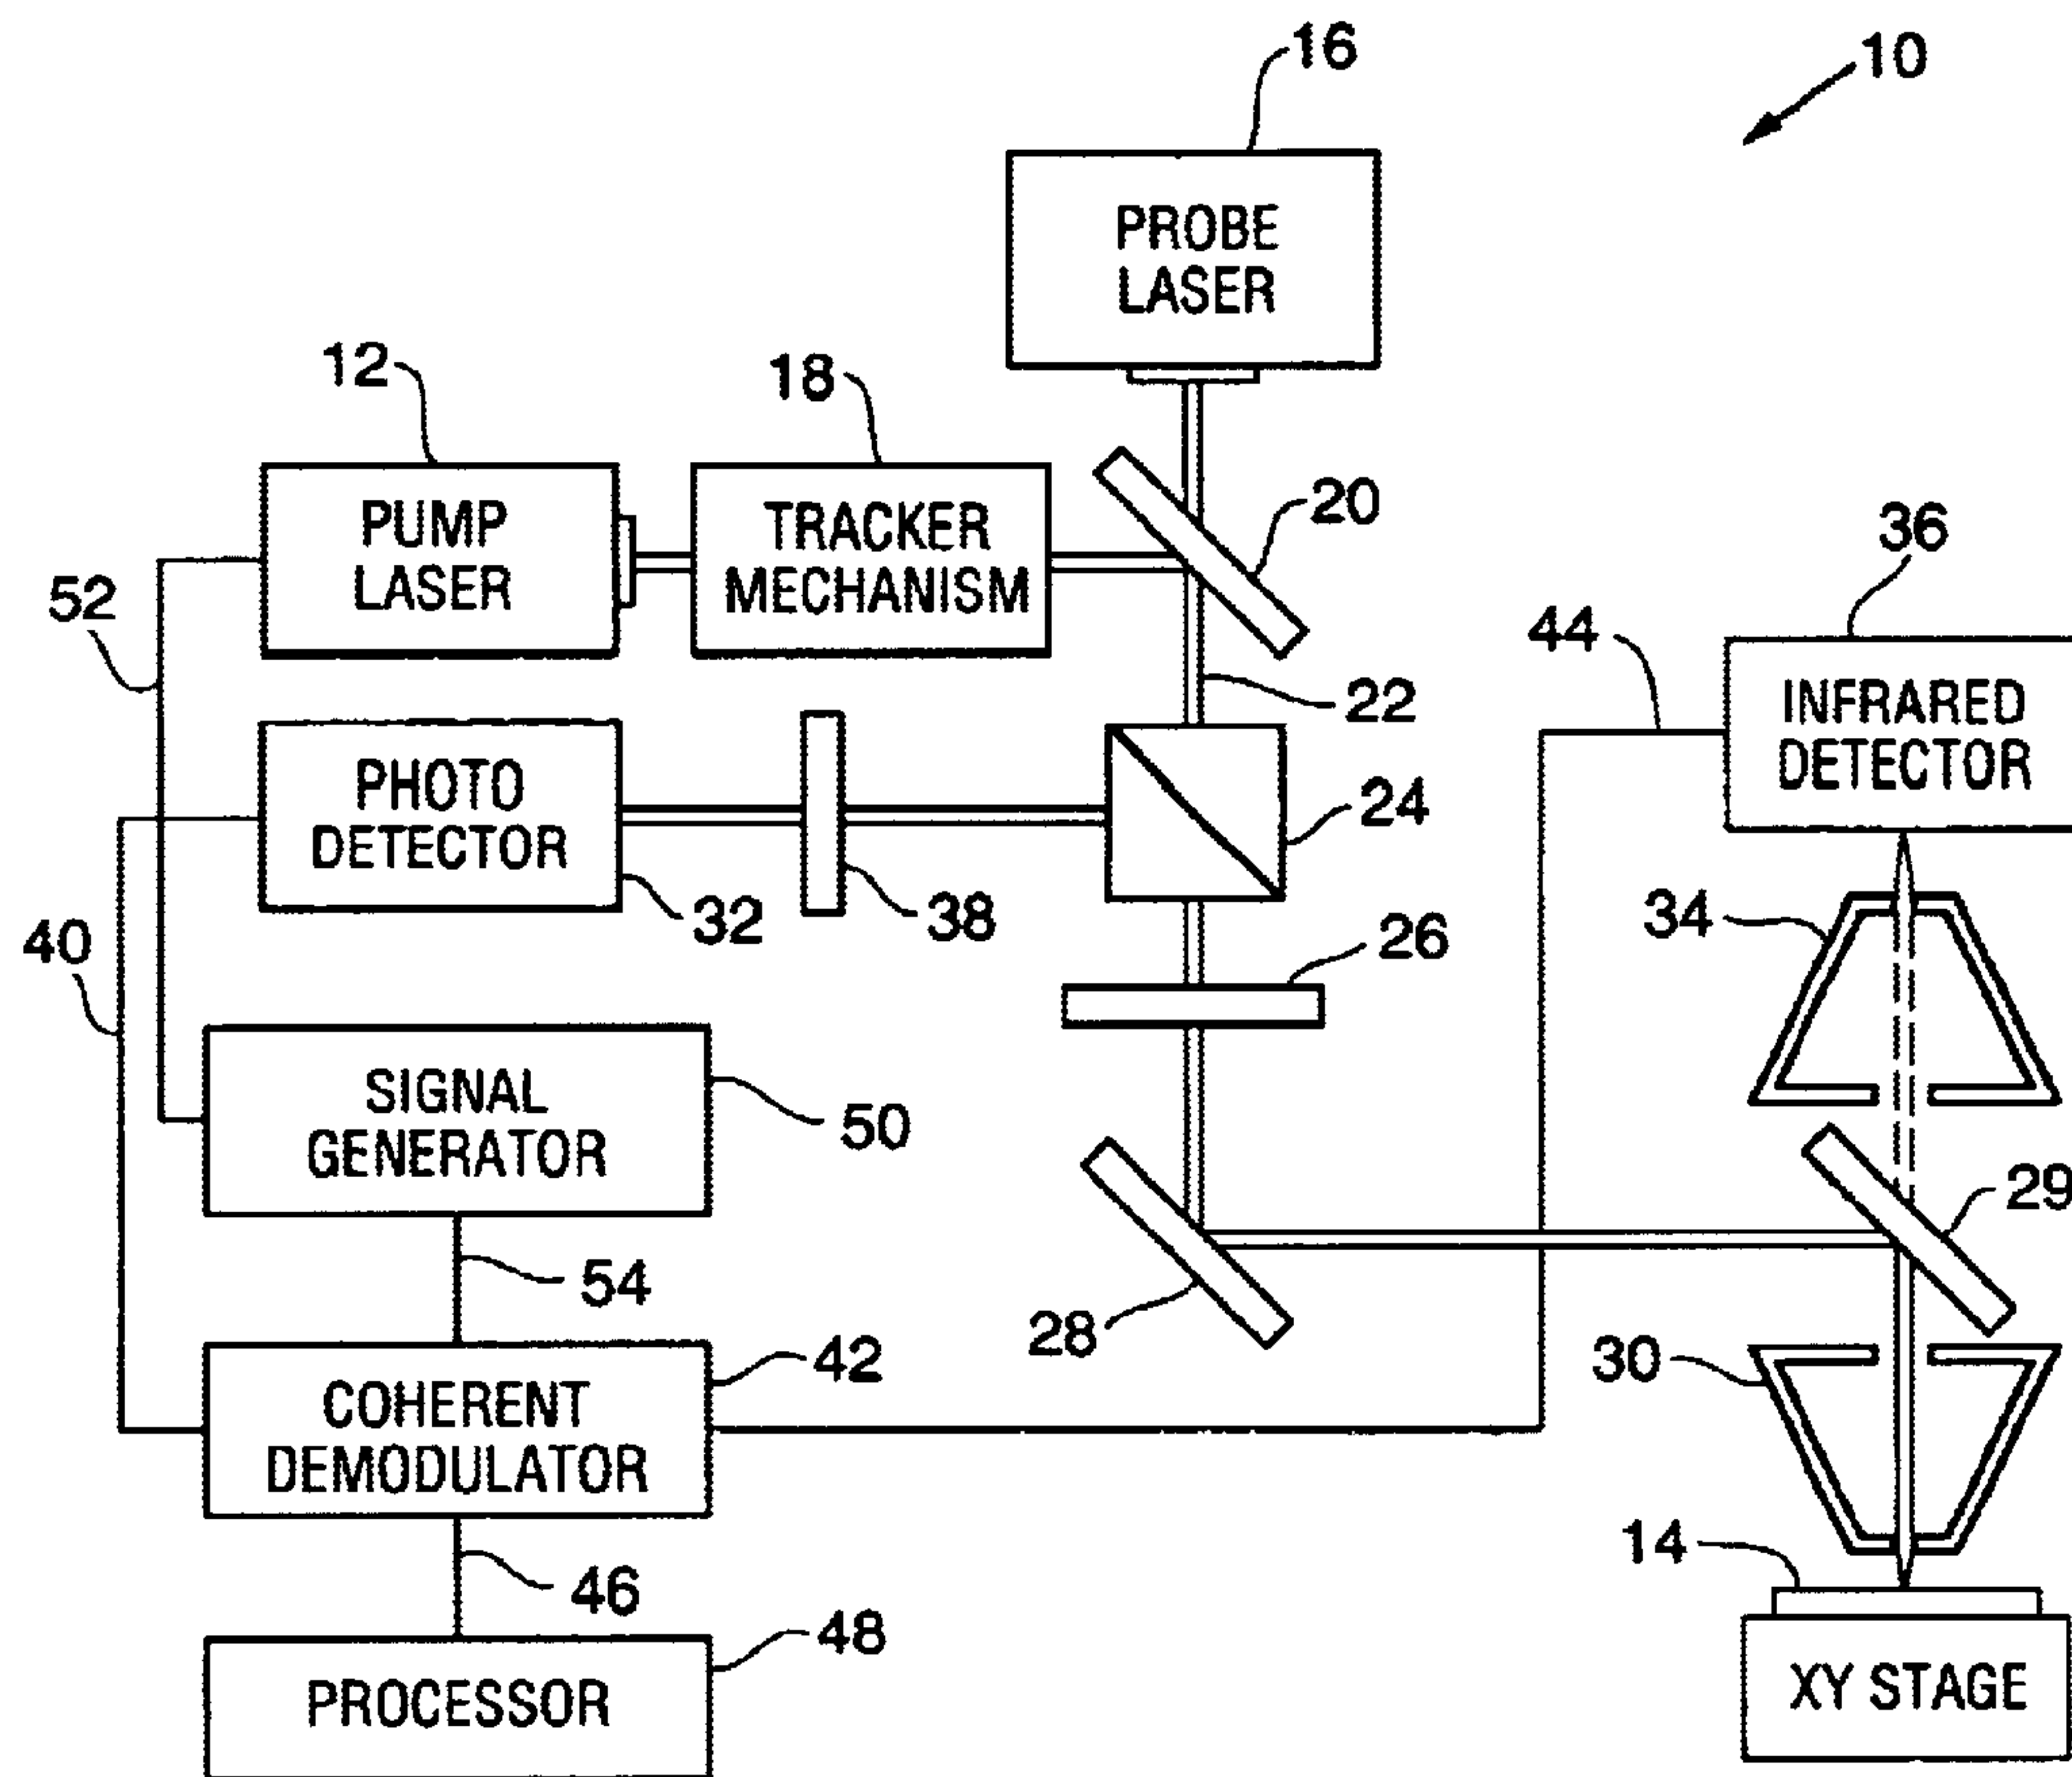 16
10
PROBE
LASER
12
18
PUMP
LASER
TRACKER
MECHANISM
20
36
52
44
22
INFRARED
DETECTOR
PHOTO
DETECTOR
24
32
38
34
40
26
SIGNAL
GENERATOR
50
29
54
28
30
42
COHERENT
DEMODULATOR
14
46
48
PROCESSOR
XY STAGE